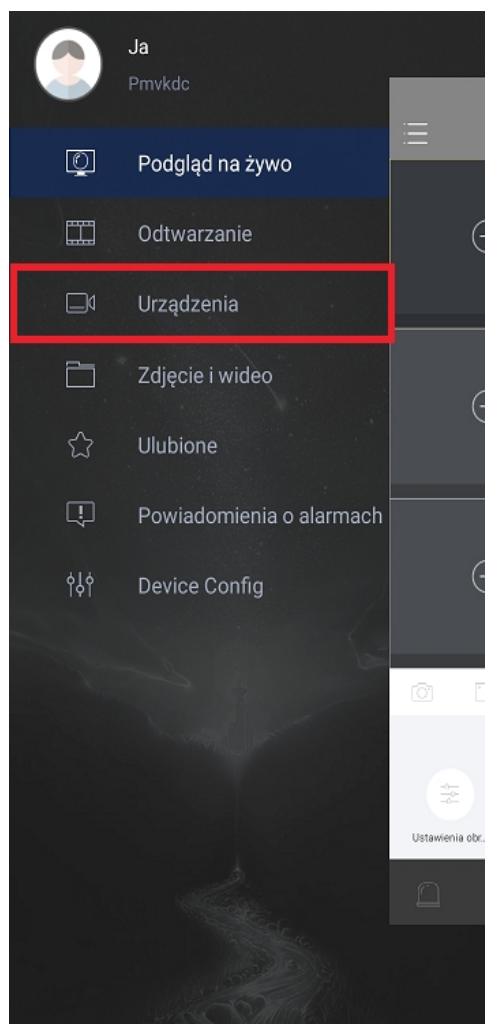 Ja
Pmvkdc
Podgląd na żywo
Odtwarzanie
Urządzenia
Zdjęcie i wideo
Ulubione
Powiadomienia o alarmach
Device Config
Ustawienia obr..